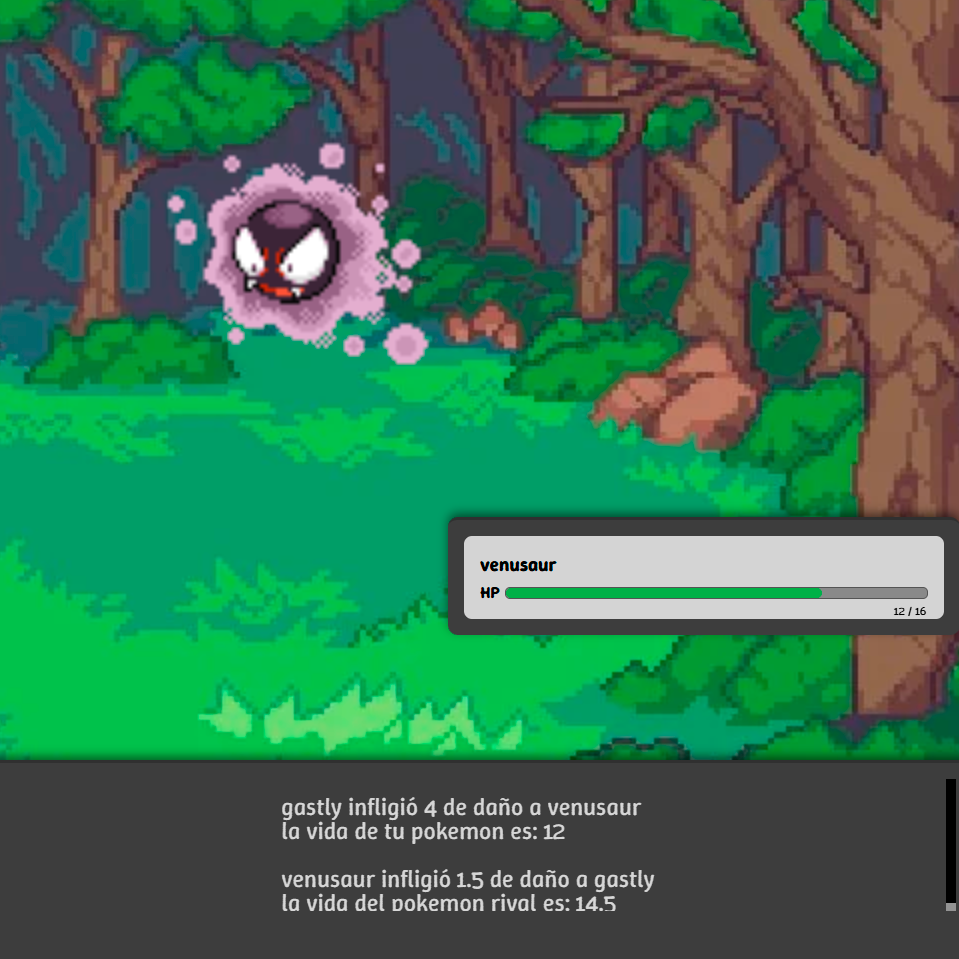 venusaur
HP
12 / 16
gastly infligió 4 de daño a venusaur
la vida de tu pokemon es: 12
venusaur infligió 1.5 de daño a gastly
la vida del pokemon rival es: 14.5